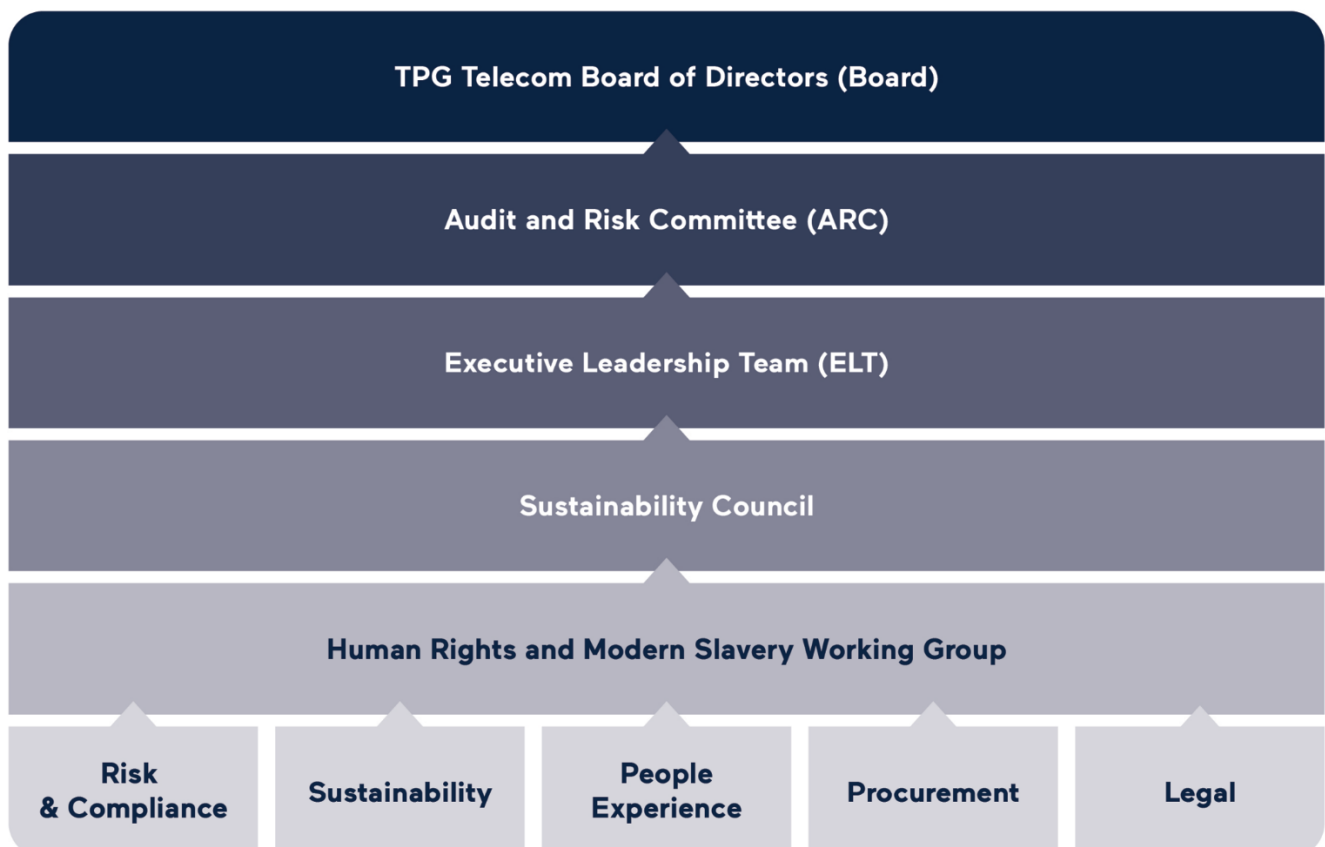 TPG Telecom Board of Directors (Board)
Audit and Risk Committee (ARC)
Executive Leadership Team (ELT)
Sustainability Council
Human Rights and Modern Slavery Working Group
Risk
& Compliance
Sustainability
People
Experience
Procurement
Legal